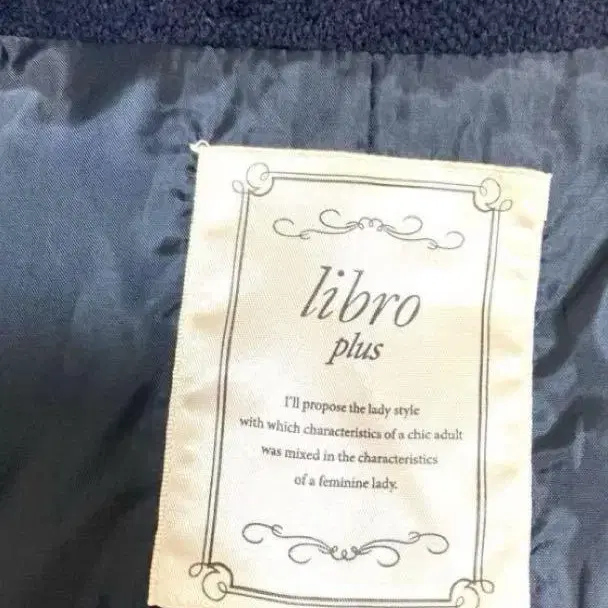 libro
plus
I'll propose the lady style
with which characteristics of a chic adult
was mixed in the characteristics
of a feminine lady.